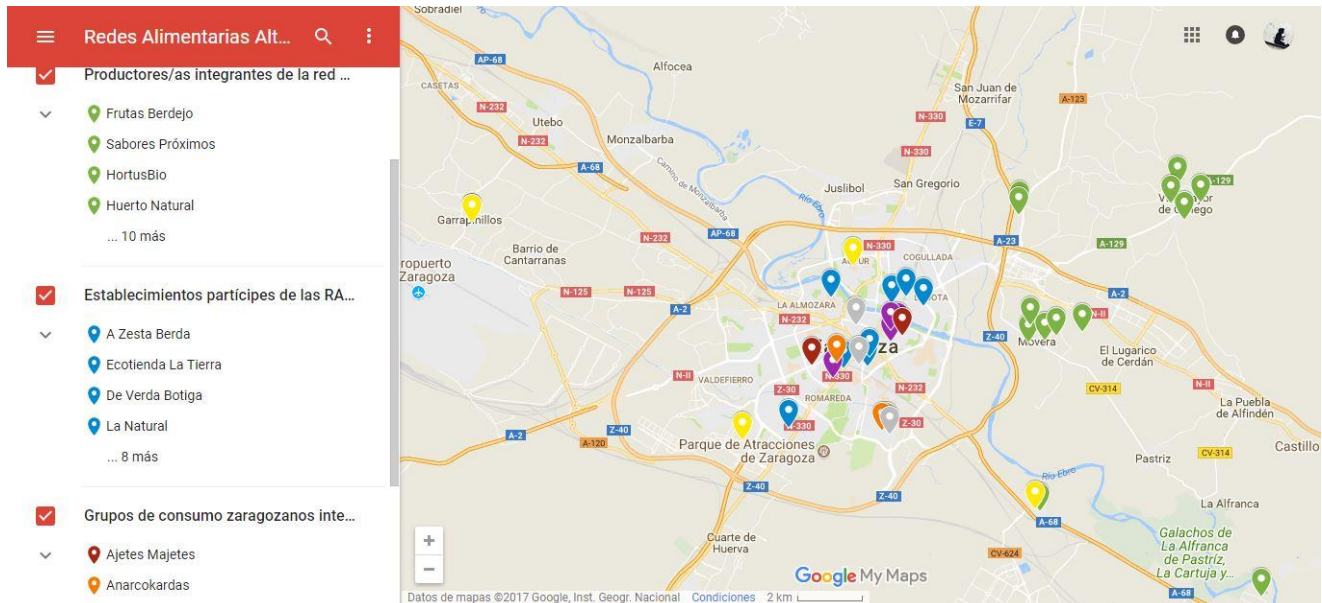 Redes Alimentarias Alt...
Productores/as integrantes de la red ...
Frutas Berdejo
Sabores Próximos
HortusBio
Huerto Natural
... 10 más
Establecimientos partícipes de las RA...
A Zesta Berda
Ecotienda La Tierra
De Verda Botiga
La Natural
... 8 más
Grupos de consumo zaragozanos inte...
Ajetes Majetes
Anarcokardas
Sobradiel
AP-68
Alfocea
CASETAS
San Juan de
Mozarrifar
A-123
N-232
Utebo
N-330
E-7
N-232
Monzalbarba
N-330
A-68
Camino de Monzalbarba
Juslibol
San Gregorio
A-129
Río Ebro
de
Garrapinillos
AP-68
N-232
N-330
A-23
A-129
Barrio de
Cantarranas
COGULLADA
Zaragoza
N-125
N-125
A-2
LA ALMOZARA
A-2
N-232
N-II
Z-40
Movera
El Lugarico
de Cerdán
N-II
VALDEFIERRO
N-330
Z-30
N-232
CV-314
N-II
ROMAREDA
La Puebla
de Alfindén
A-2
Z-40
N-330
Z-30
A-120
Parque de Atracciones
de Zaragoza
CV-314
Castillo
Pastriz
Río Ebro
Z-40
Z-40
La Alfranca
A-68
Galachos de
La Alfranca
de Pastríz,
La Cartuja y...
Cuarte de
Huerva
CV-624
A-68
Google My Maps
Datos de mapas ©2017 Google, Inst. Geogr. Nacional Condiciones 2 km